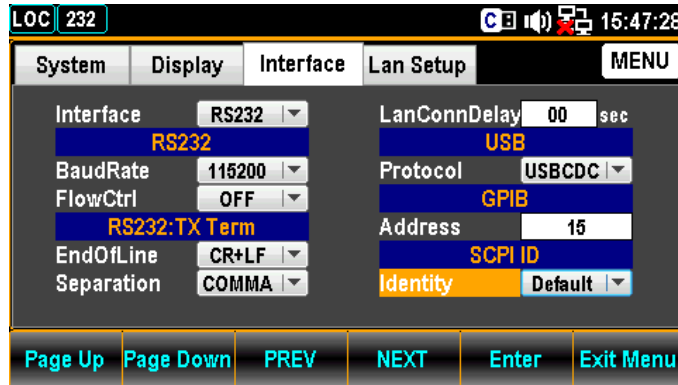 LOC 232 C 15:47:28
System Display Interface Lan Setup MENU
Interface RS232
RS232
BaudRate 115200
FlowCtrl OFF
RS232:TX Term
EndOfLine CR+LF
Separation COMMA
LanConnDelay 00 sec
USB
Protocol USBCDC
GPIB
Address 15
SCPI ID
Identity Default
Page Up Page Down PREV NEXT Enter Exit Menu